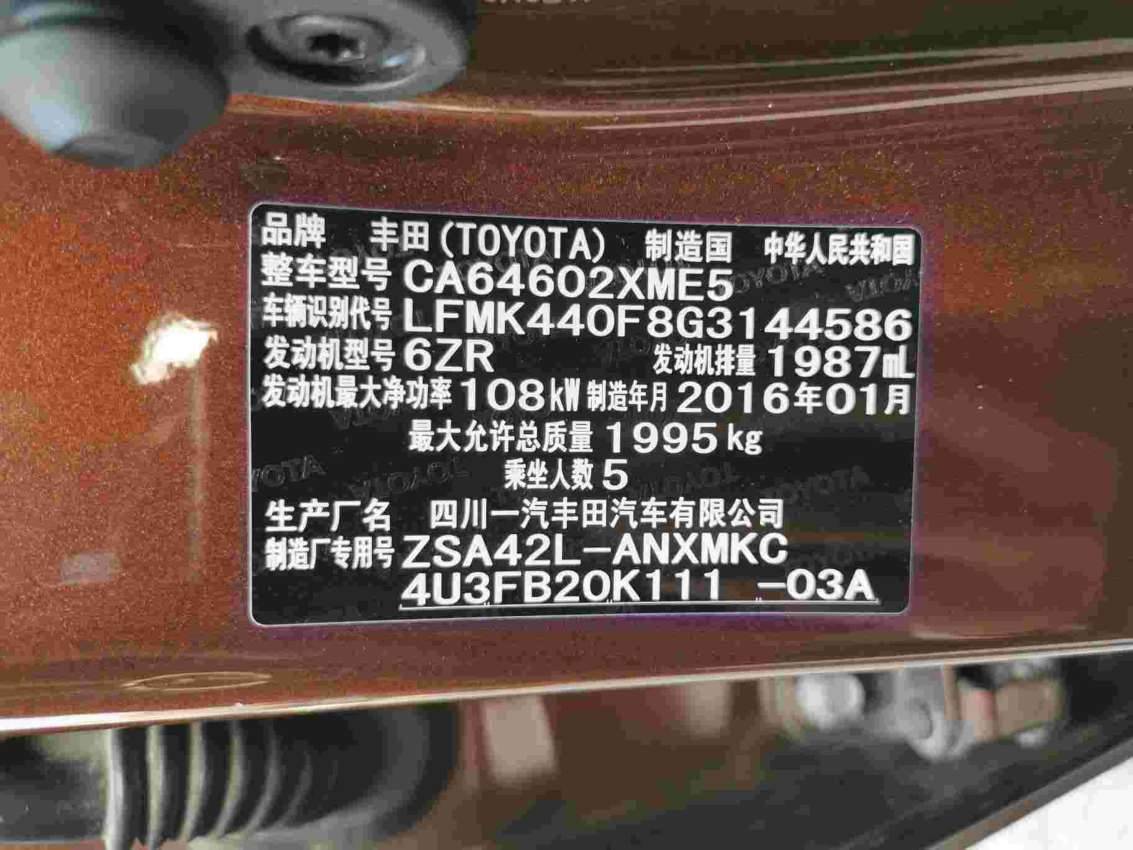 品牌 丰田(TOYOTA) 制造国 中华人民共和国
整车型号 CA64602XME5
车辆识别代号 LFMK440F8G3144586
发动机型号 6ZR 发动机排量 1987mL
发动机最大净功率 108kW 制造年月 2016年01月
最大允许总质量 1995kg
乘坐人数 5
生产厂名 四川一汽丰田汽车有限公司
制造厂专用号 ZSA42L-ANXMKC
4U3FB20K111 -03A